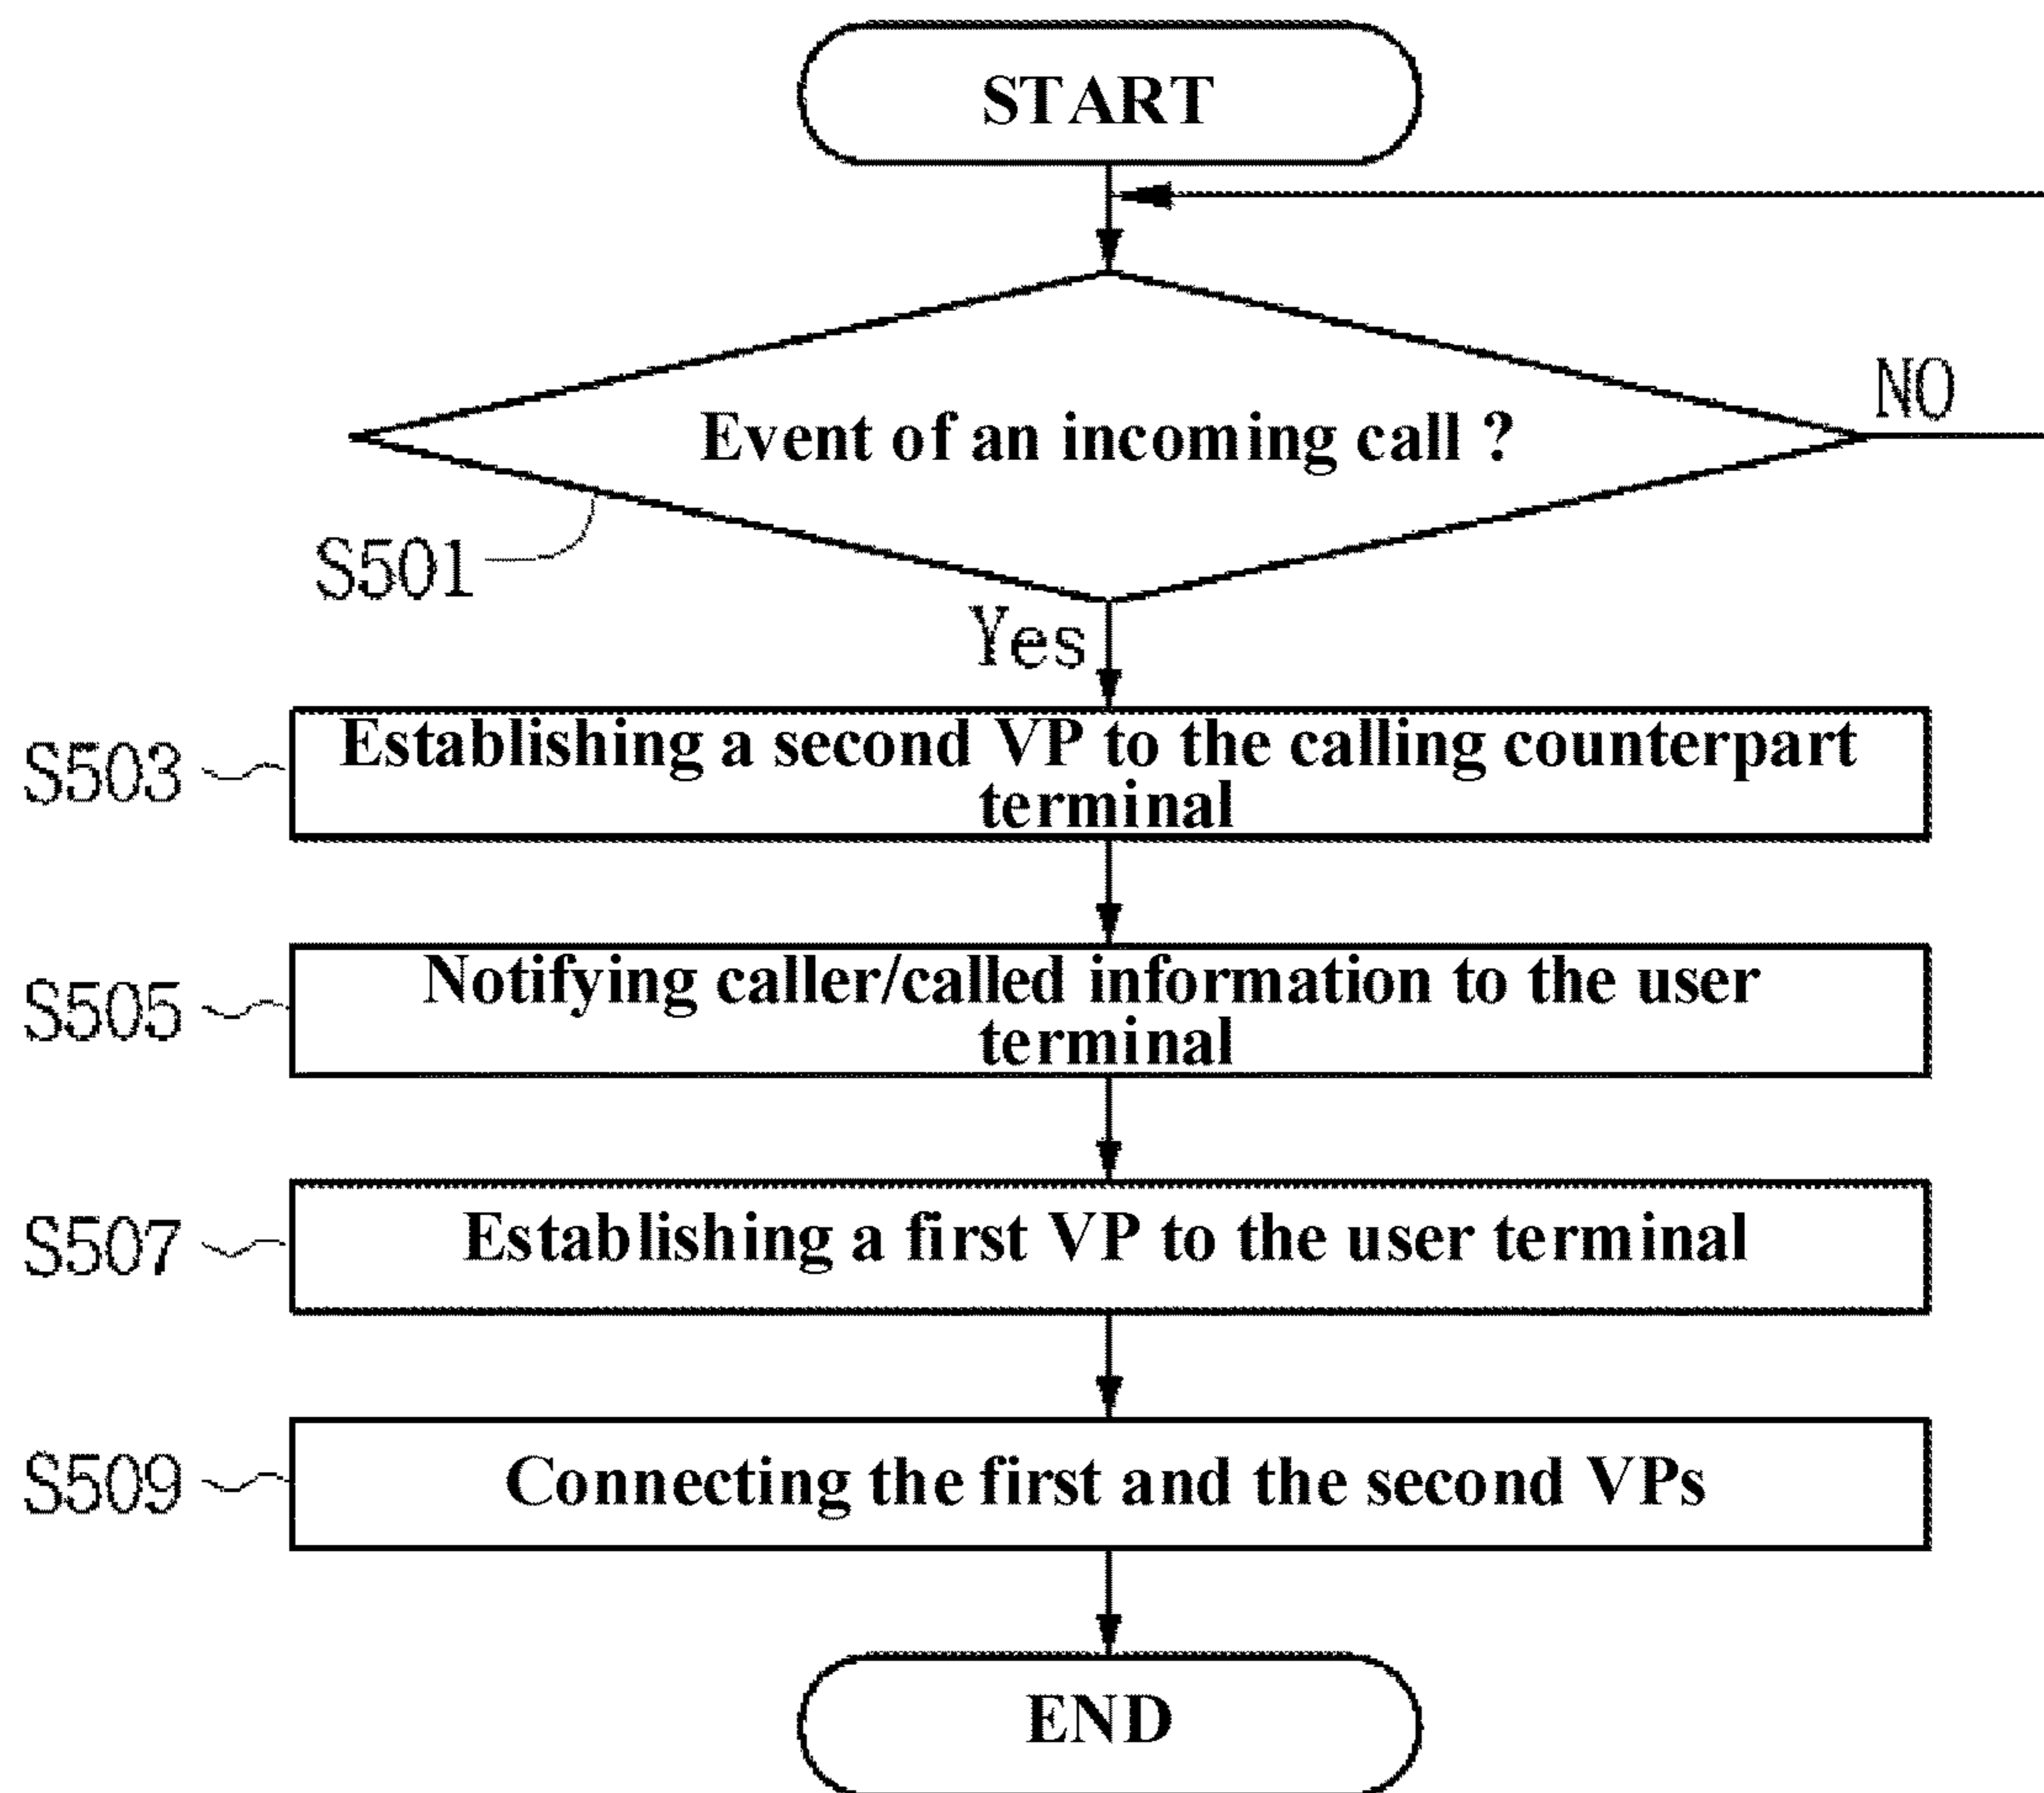 START
Event of an incoming call ?
NO
S501
Yes
S503
Establishing a second VP to the calling counterpart
terminal
S505
Notifying caller/called information to the user
terminal
S507
Establishing a first VP to the user terminal
S509
Connecting the first and the second VPs
END